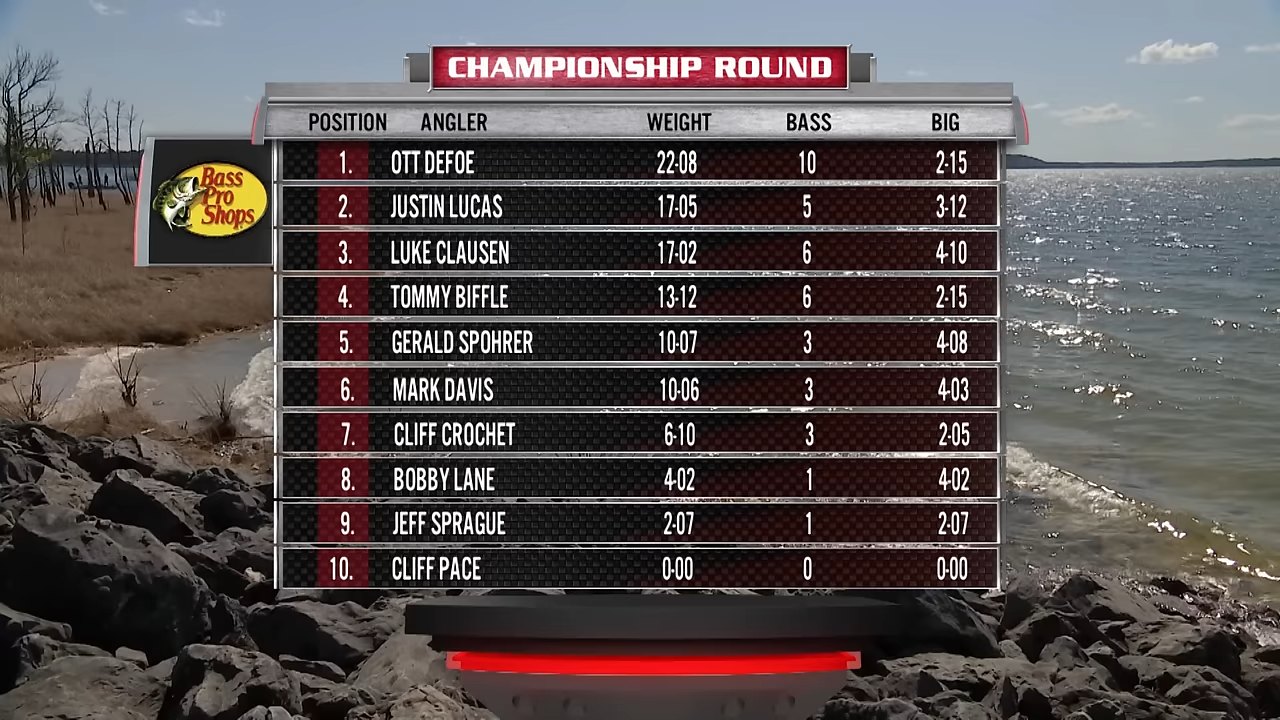 CHAMPIONSHIP ROUND
POSITION ANGLER WEIGHT BASS BIG
1. OTT DEFOE 22-08 10 2-15
Bass Pro Shops
2. JUSTIN LUCAS 17-05 5 3-12
3. LUKE CLAUSEN 17-02 6 4-10
4. TOMMY BIFFLE 13-12 6 2-15
5. GERALD SPOHRER 10-07 3 4-08
6. MARK DAVIS 10-06 3 4-03
7. CLIFF CROCHET 6-10 3 2-05
8. BOBBY LANE 4-02 1 4-02
9. JEFF SPRAGUE 2-07 1 2-07
10. CLIFF PACE 0-00 0 0-00